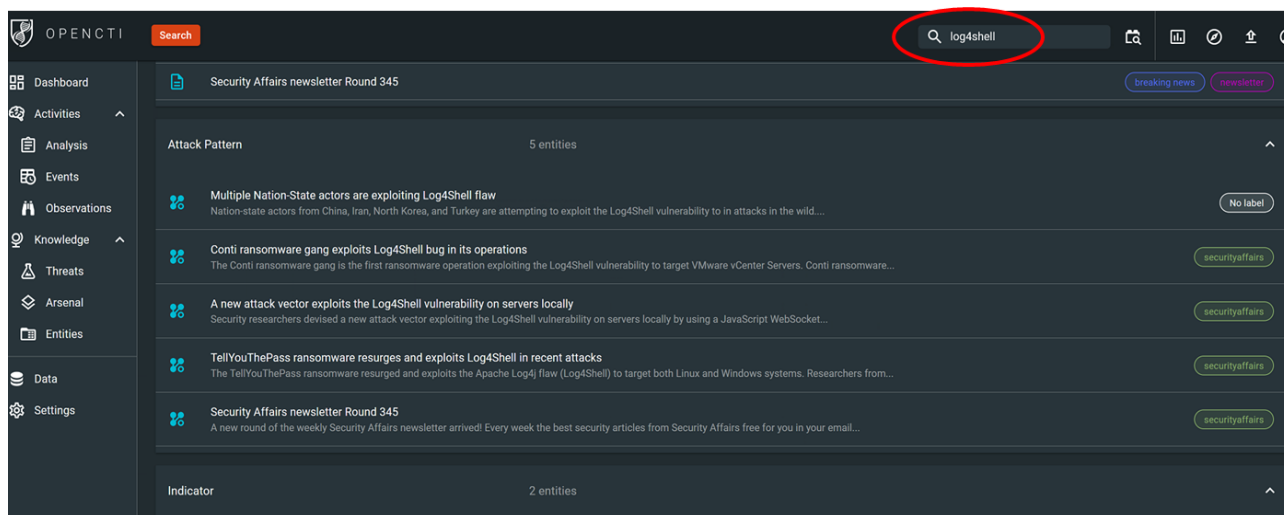 OPENCTI
Search
log4shell
Dashboard
Activities
Analysis
Events
Observations
Knowledge
Threats
Arsenal
Entities
Data
Settings
Security Affairs newsletter Round 345
breaking news
newsletter
Attack Pattern
5 entities
Multiple Nation-State actors are exploiting Log4Shell flaw
Nation-state actors from China, Iran, North Korea, and Turkey are attempting to exploit the Log4Shell vulnerability to in attacks in the wild....
No label
Conti ransomware gang exploits Log4Shell bug in its operations
The Conti ransomware gang is the first ransomware operation exploiting the Log4Shell vulnerability to target VMware vCenter Servers. Conti ransomware...
securityaffairs
A new attack vector exploits the Log4Shell vulnerability on servers locally
Security researchers devised a new attack vector exploiting the Log4Shell vulnerability on servers locally by using a JavaScript WebSocket...
securityaffairs
TellYouThePass ransomware resurges and exploits Log4Shell in recent attacks
The TellYouThePass ransomware resurged and exploits the Apache Log4j flaw (Log4Shell) to target both Linux and Windows systems. Researchers from...
securityaffairs
Security Affairs newsletter Round 345
A new round of the weekly Security Affairs newsletter arrived! Every week the best security articles from Security Affairs free for you in your email...
securityaffairs
Indicator
2 entities